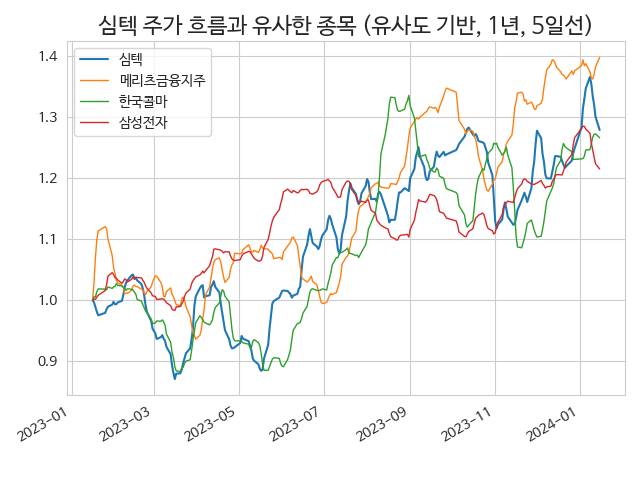 심텍 주가 흐름과 유사한 종목 (유사도 기반, 1년, 5일선)
심텍
메리츠금융지주
한국콜마
삼성전자
1.4
1.3
1.2
1.1
1.0
0.9
2023-01
2023-03
2023-05
2023-07
2023-09
2023-11
2024-01